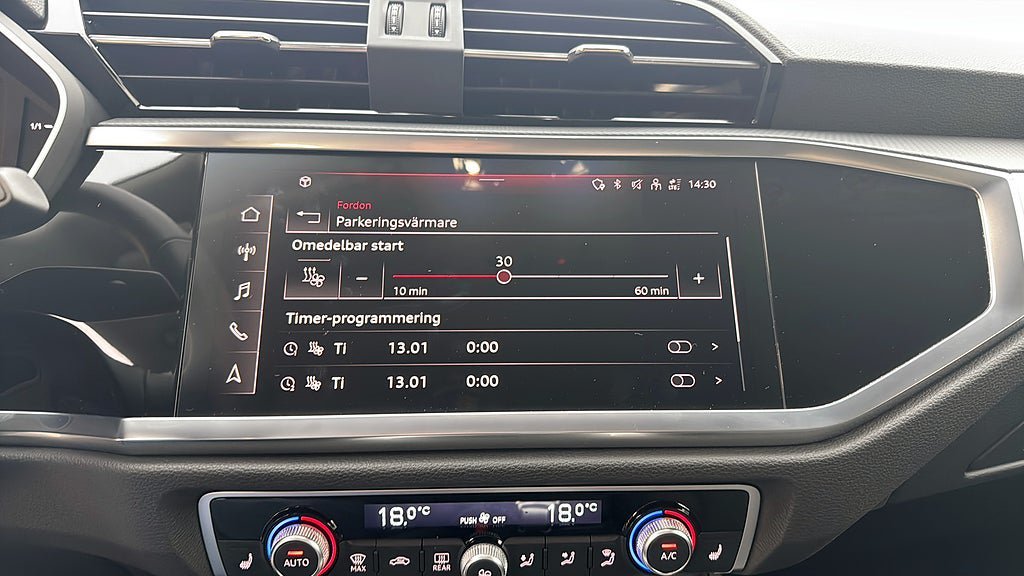 1/1
14:30
Fordon
Parkeringsvärmare
Omedelbar start
30
10 min
60 min
Timer-programmering
Ti 13.01 0:00
Ti 13.01 0:00
18,0°C PUSH OFF 18,0°C
AUTO MAX REAR A/C